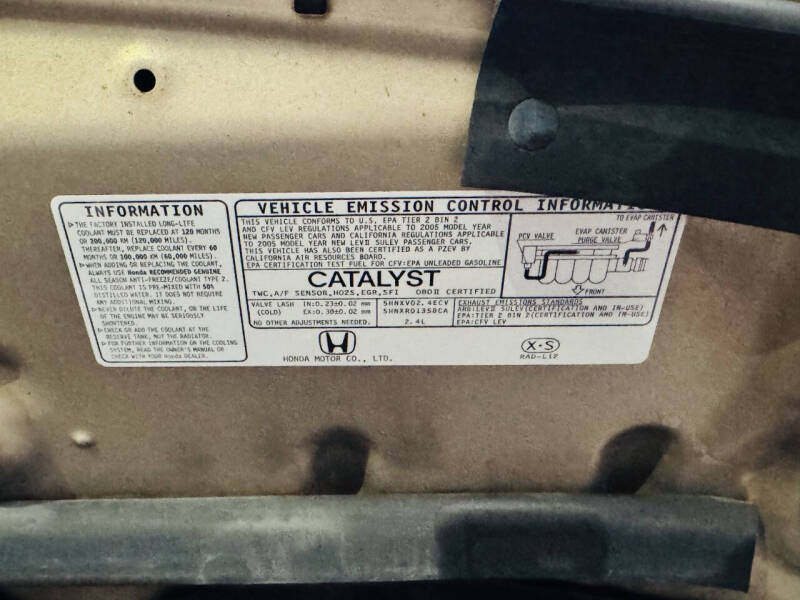 INFORMATION
▷THE FACTORY INSTALLED LONG-LIFE
COOLANT MUST BE REPLACED AT 120 MONTHS
OR 200,000 KM (120,000 MILES).
THEREAFTER, REPLACE COOLANT EVERY 60
MONTHS OR 100,000 KM (60,000 MILES).
▷WHEN ADDING OR REPLACING THE COOLANT,
ALWAYS USE Honda RECOMMENDED GENUINE
ALL SEASON ANTI-FREEZE/COOLANT TYPE 2.
THIS COOLANT IS PRE-MIXED WITH 50%
DISTILLED WATER. IT DOES NOT REQUIRE
ANY ADDITIONAL MIXING.
▷NEVER DILUTE THE COOLANT, OR THE LIFE
OF THE ENGINE MAY BE SERIOUSLY
SHORTENED.
▷CHECK OR ADD THE COOLANT AT THE
RESERVE TANK, NOT THE RADIATOR.
▷FOR FURTHER INFORMATION ON THE COOLING
SYSTEM, READ THE OWNER'S MANUAL OR
CHECK WITH YOUR Honda DEALER.
VEHICLE EMISSION CONTROL INFORMATI
THIS VEHICLE CONFORMS TO U.S. EPA TIER 2 BIN 2
AND CFV LEV REGULATIONS APPLICABLE TO 2005 MODEL YEAR
NEW PASSENGER CARS AND CALIFORNIA REGULATIONS APPLICABLE
TO 2005 MODEL YEAR NEW LEVII SULEV PASSENGER CARS.
THIS VEHICLE HAS ALSO BEEN CERTIFIED AS A PZEV BY
CALIFORNIA AIR RESOURCES BOARD.
EPA CERTIFICATION TEST FUEL FOR CFV:EPA UNLEADED GASOLINE
CATALYST
TWC,A/F SENSOR,HO2S,EGR,SFI OBDII CERTIFIED
VALVE LASH IN:0.23±0.02 mm
(COLD) EX:0.30±0.02 mm
NO OTHER ADJUSTMENTS NEEDED.
5HNXV02.4ECV
5HNXR0135BCA
2.4L
EXHAUST EMISSIONS STANDARDS
ARB:LEVII SULEV(CERTIFICATION AND IN-USE)
EPA:TIER 2 BIN 2(CERTIFICATION AND IN-USE)
EPA:CFV LEV
TO EVAP CANISTER
PCV VALVE
EVAP CANISTER
PURGE VALVE
FRONT
HONDA MOTOR CO., LTD.
X·S
RAD-L12